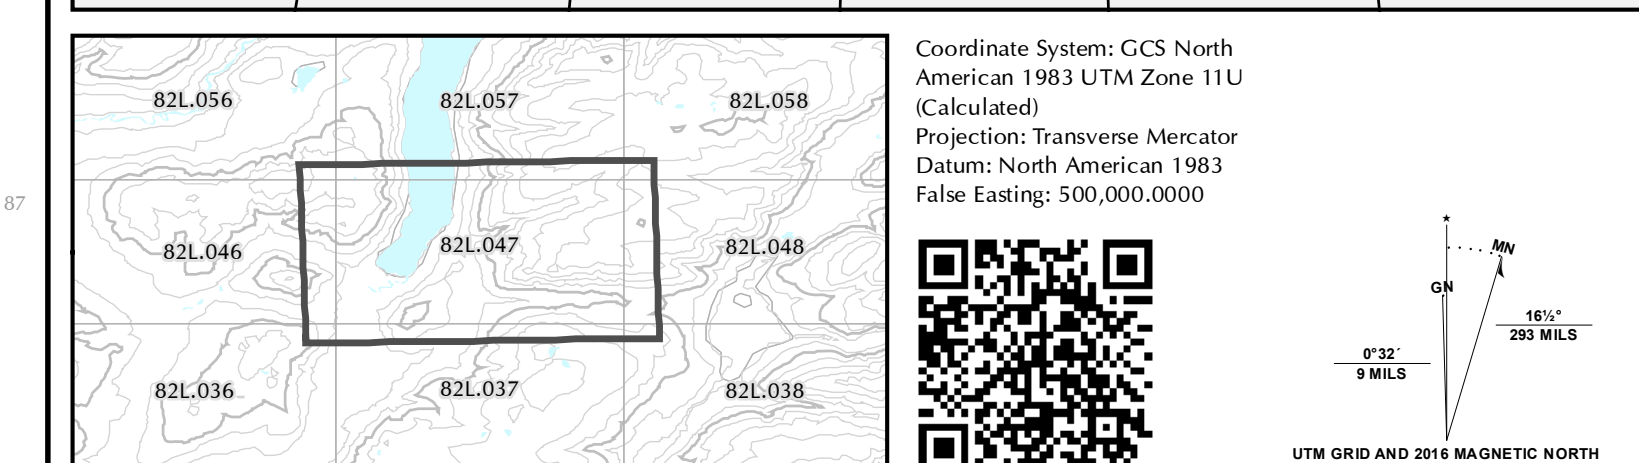 82L.056
82L.057
82L.058
87
82L.046
82L.047
82L.048
82L.036
82L.037
82L.038
Coordinate System: GCS North
American 1983 UTM Zone 11U
(Calculated)
Projection: Transverse Mercator
Datum: North American 1983
False Easting: 500,000.0000
MN
GN
16½°
293 MILS
0°32´
9 MILS
UTM GRID AND 2016 MAGNETIC NORTH